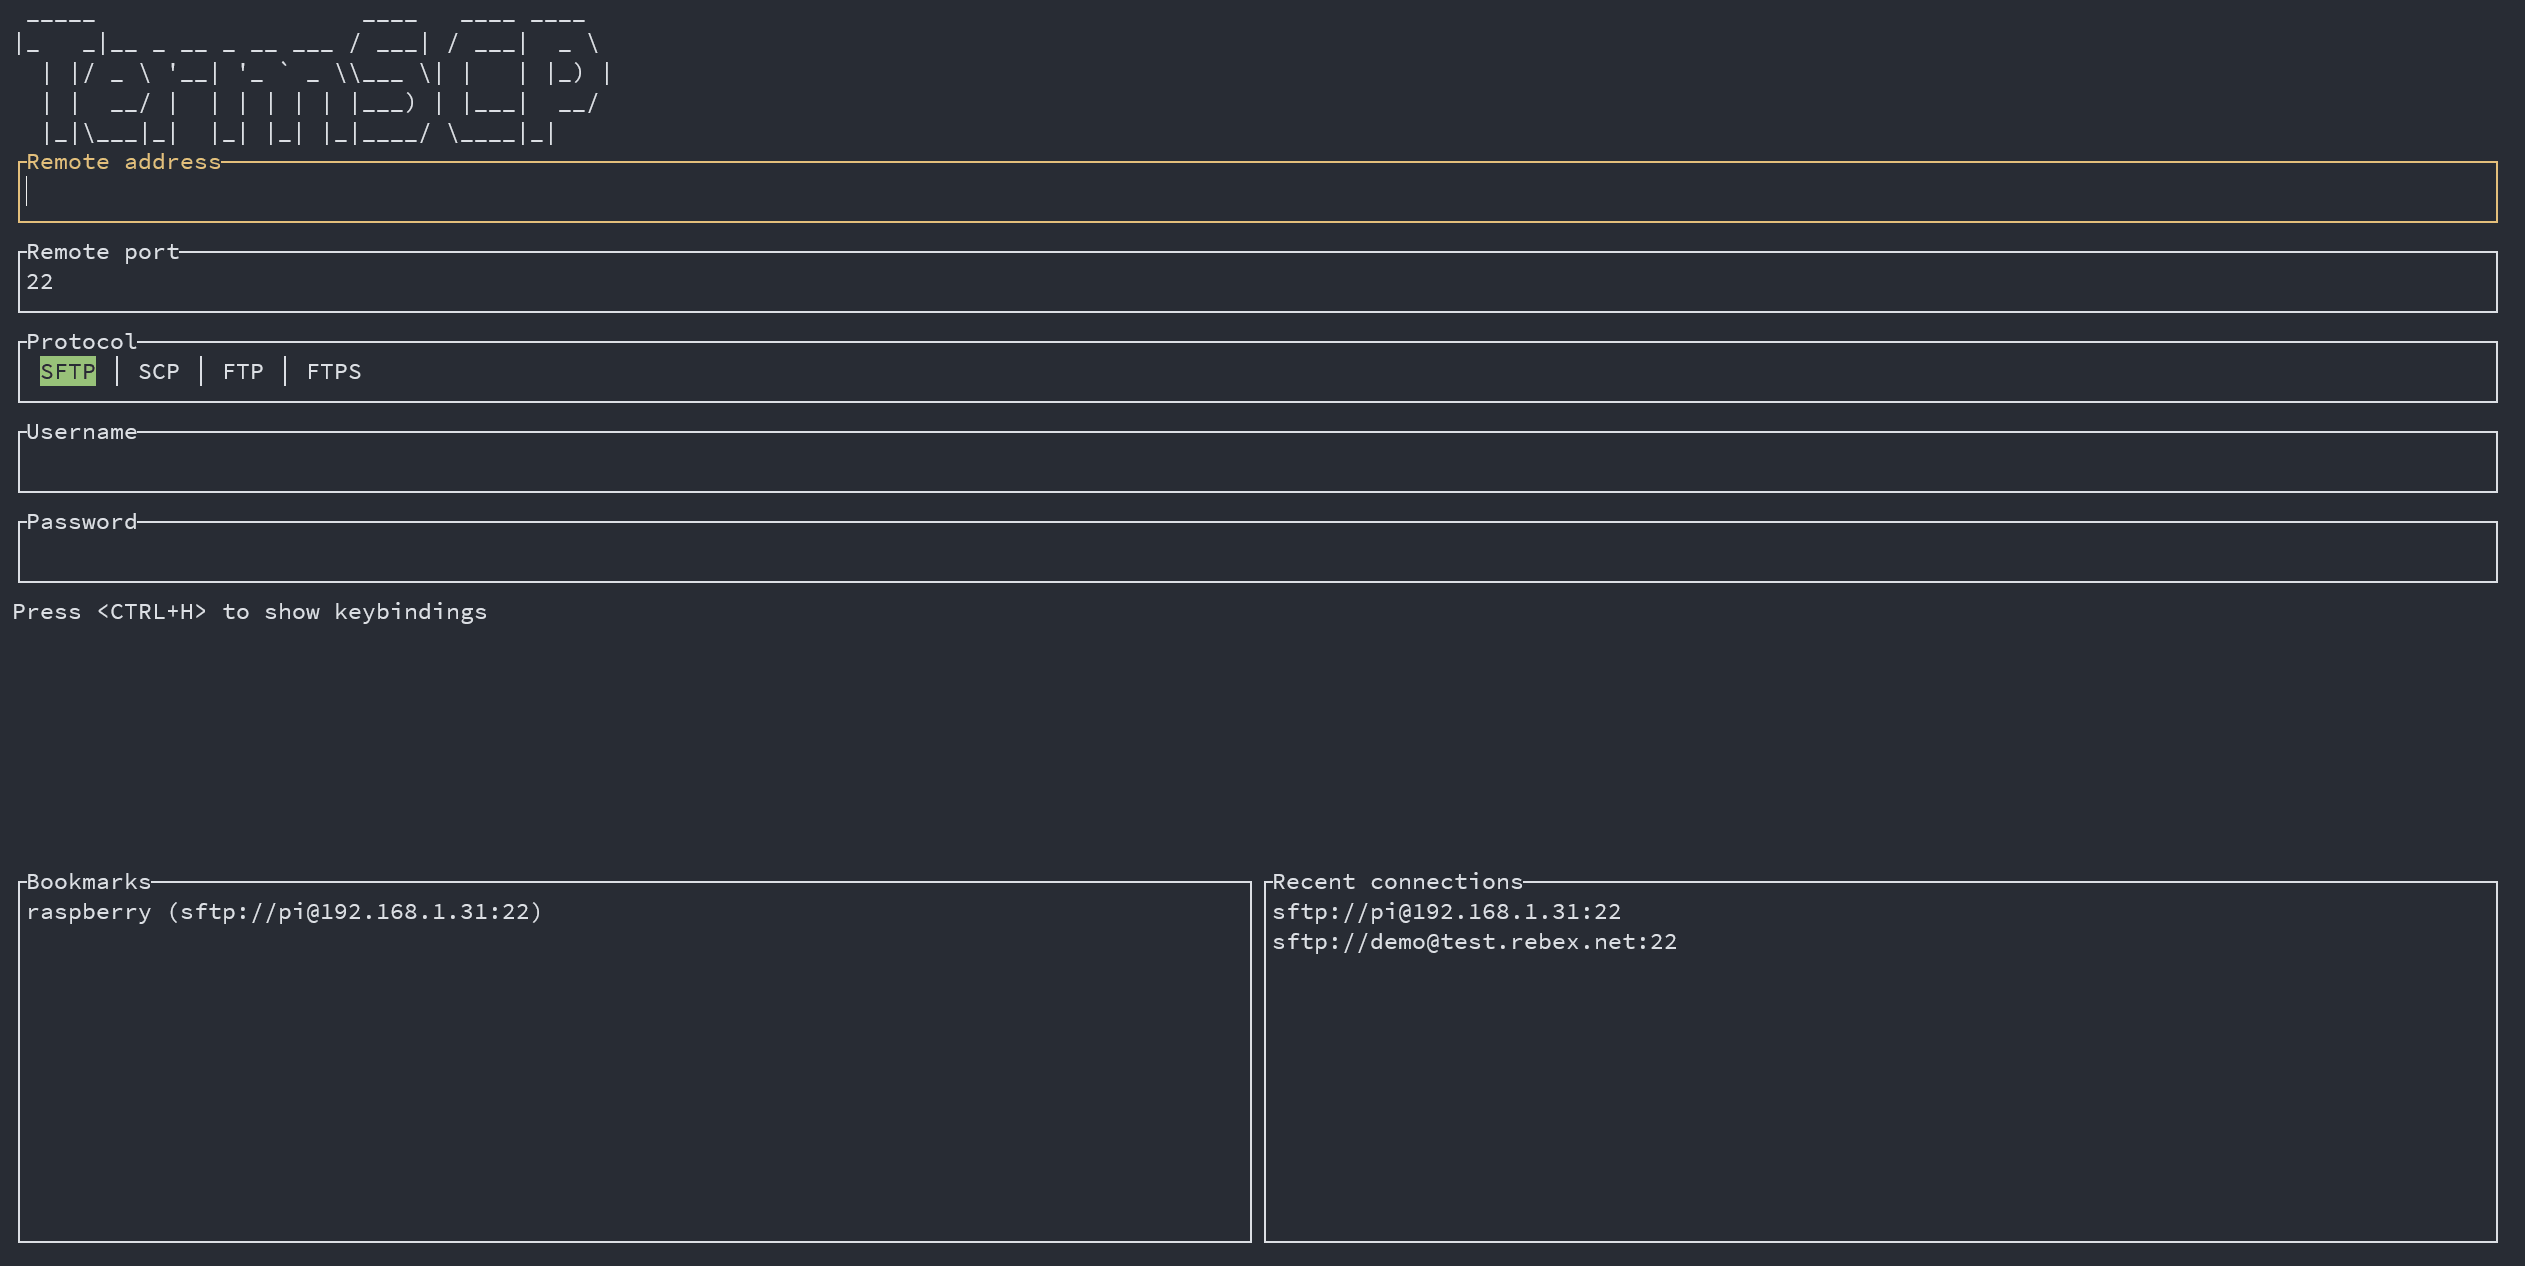 _____                   ____   ____ ____
|_   _|__ _ __ _ __ ___ / ___| / ___|  _ \
  | |/ _ \ '__| '_ ` _ \\___ \| |   | |_) |
  | |  __/ |  | | | | | |___) | |___|  __/
  |_|\___|_|  |_| |_| |_|____/ \____|_|
Remote address
Remote port
22
Protocol
SFTP │ SCP │ FTP │ FTPS
Username
Password
Press <CTRL+H> to show keybindings
Bookmarks
raspberry (sftp://pi@192.168.1.31:22)
Recent connections
sftp://pi@192.168.1.31:22
sftp://demo@test.rebex.net:22